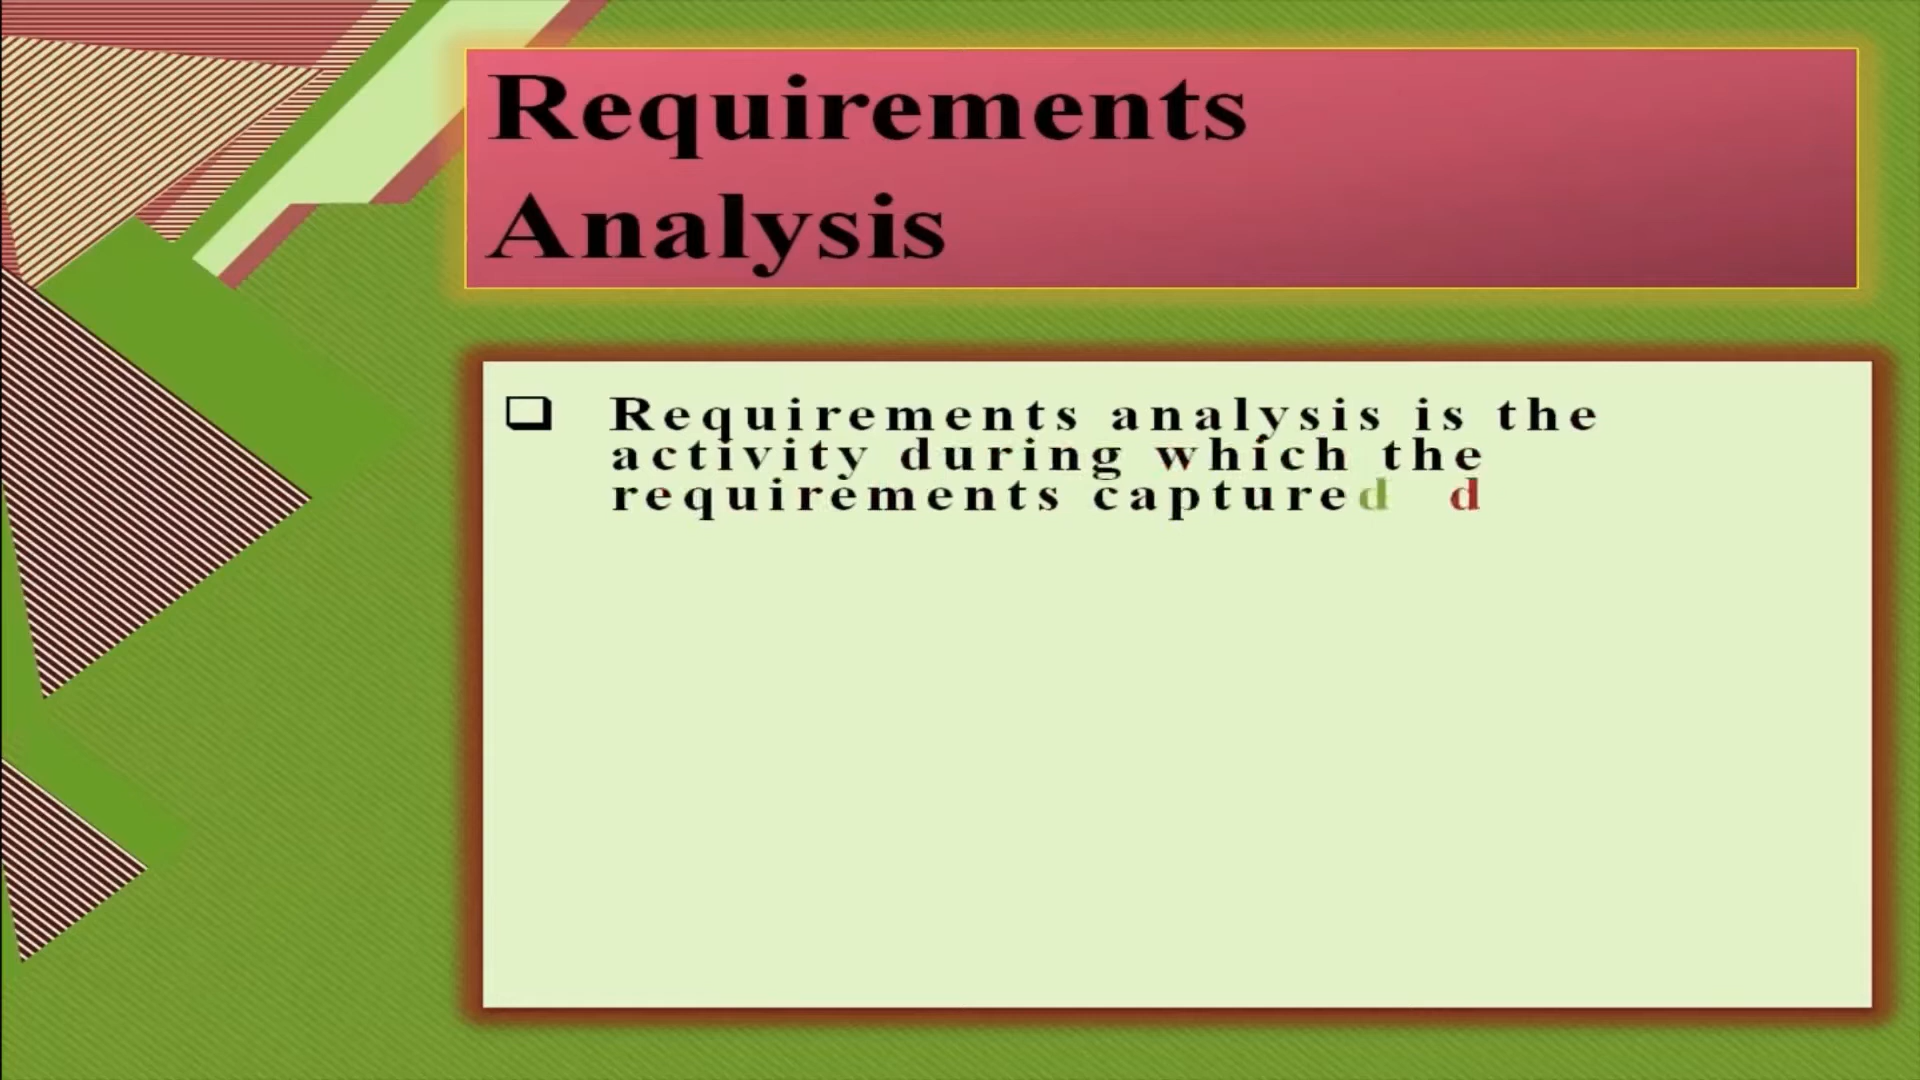 Requirements
Analysis
❑ Requirements analysis is the
activity during which the
requirements captured d